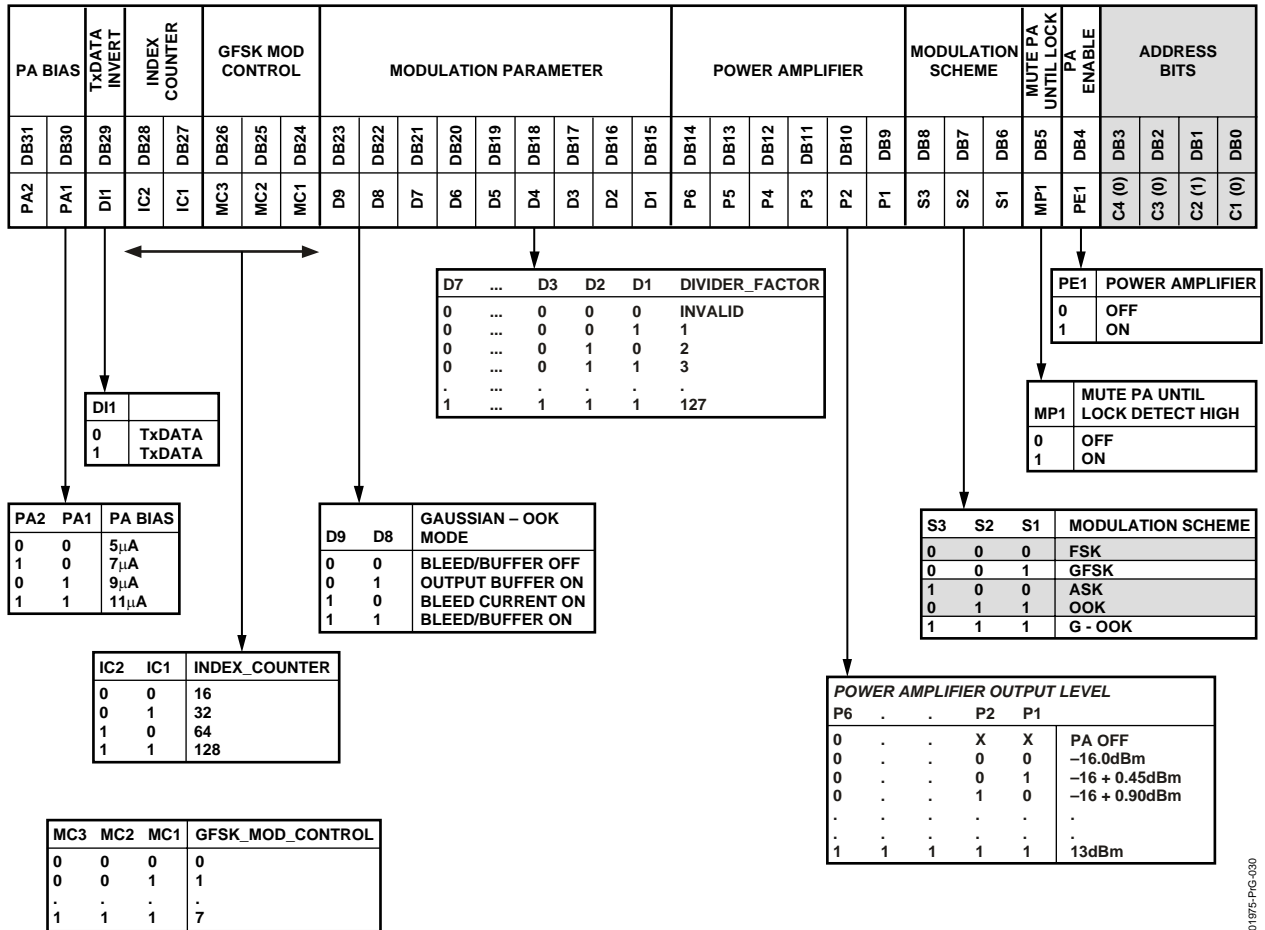 PA BIAS TxDATA INVERT INDEX COUNTER GFSK MOD CONTROL MODULATION PARAMETER POWER AMPLIFIER MODULATION SCHEME MUTE PA UNTIL LOCK PA ENABLE ADDRESS BITS
DB31 DB30 DB29 DB28 DB27 DB26 DB25 DB24 DB23 DB22 DB21 DB20 DB19 DB18 DB17 DB16 DB15 DB14 DB13 DB12 DB11 DB10 DB9 DB8 DB7 DB6 DB5 DB4 DB3 DB2 DB1 DB0
PA2 PA1 DI1 IC2 IC1 MC3 MC2 MC1 D9 D8 D7 D6 D5 D4 D3 D2 D1 P6 P5 P4 P3 P2 P1 S3 S2 S1 MP1 PE1 C4 (0) C3 (0) C2 (1) C1 (0)
D7 ... D3 D2 D1 DIVIDER_FACTOR
0 ... 0 0 0 INVALID
0 ... 0 0 1 1
0 ... 0 1 0 2
0 ... 0 1 1 3
. ... . . . .
1 ... 1 1 1 127
PE1 POWER AMPLIFIER
0 OFF
1 ON
MP1 MUTE PA UNTIL
LOCK DETECT HIGH
0 OFF
1 ON
DI1
0 TxDATA
1 TxDATA
PA2 PA1 PA BIAS
0 0 5μA
1 0 7μA
0 1 9μA
1 1 11μA
D9 D8 GAUSSIAN – OOK
MODE
0 0 BLEED/BUFFER OFF
0 1 OUTPUT BUFFER ON
1 0 BLEED CURRENT ON
1 1 BLEED/BUFFER ON
S3 S2 S1 MODULATION SCHEME
0 0 0 FSK
0 0 1 GFSK
1 0 0 ASK
0 1 1 OOK
1 1 1 G - OOK
IC2 IC1 INDEX_COUNTER
0 0 16
0 1 32
1 0 64
1 1 128
POWER AMPLIFIER OUTPUT LEVEL
P6 . . P2 P1
0 . . X X PA OFF
0 . . 0 0 –16.0dBm
0 . . 0 1 –16 + 0.45dBm
0 . . 1 0 –16 + 0.90dBm
. . . . . .
. . . . . .
1 1 1 1 1 13dBm
MC3 MC2 MC1 GFSK_MOD_CONTROL
0 0 0 0
0 0 1 1
. . . .
1 1 1 7
01975-PrG-030